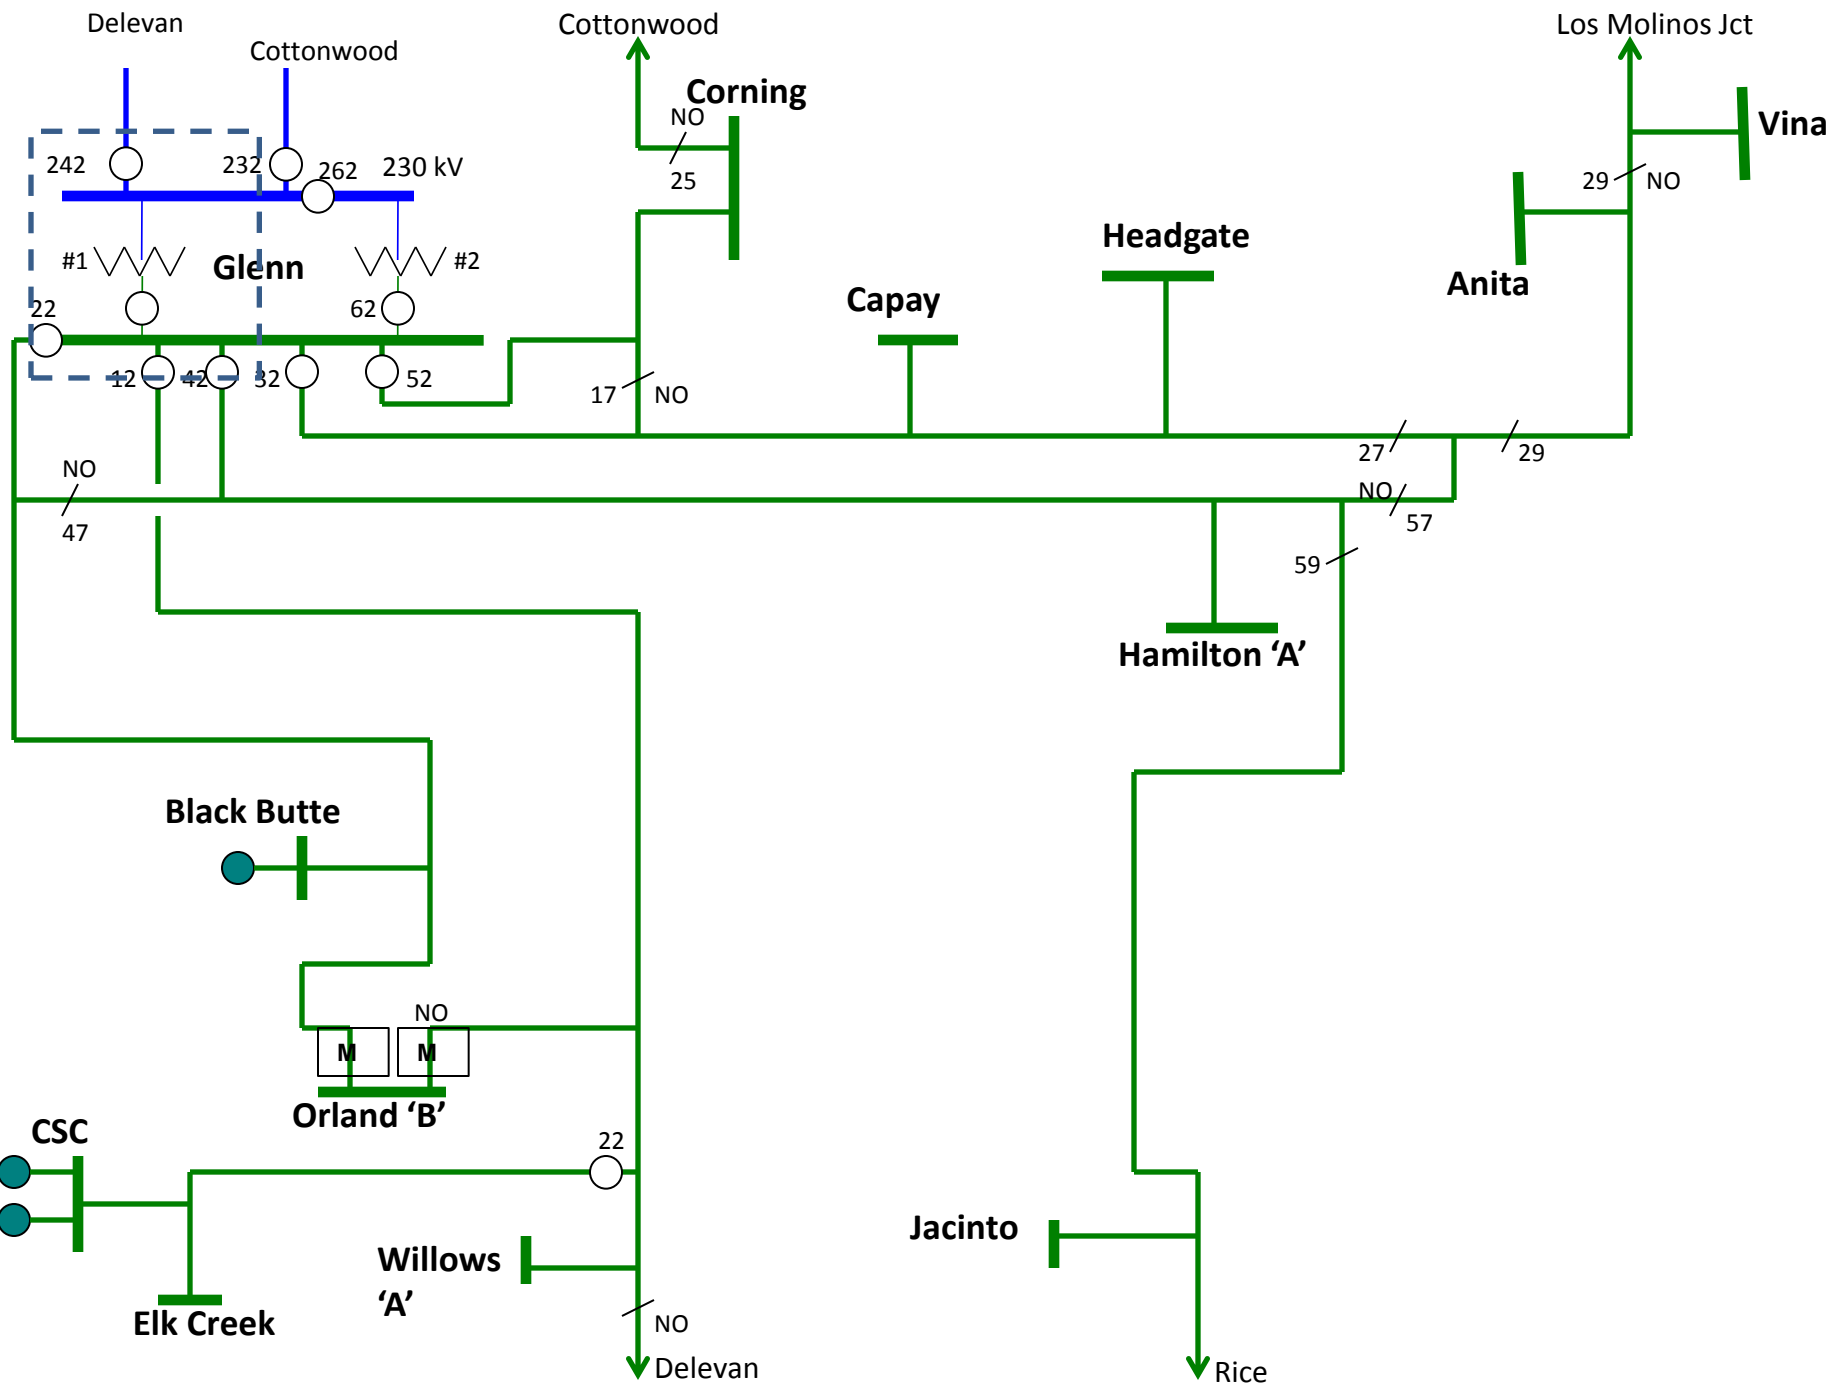 Delevan
Cottonwood
Cottonwood
Los Molinos Jct
Corning
NO
Vina
242
232
262
230 kV
25
29
NO
Headgate
#1
Glenn
#2
Anita
Capay
22
62
12
42
32
52
17
NO
27
29
NO
NO
47
57
59
Hamilton ‘A’
Black Butte
NO
M
M
Orland ‘B’
CSC
22
Jacinto
Willows
‘A’
Elk Creek
NO
Delevan
Rice